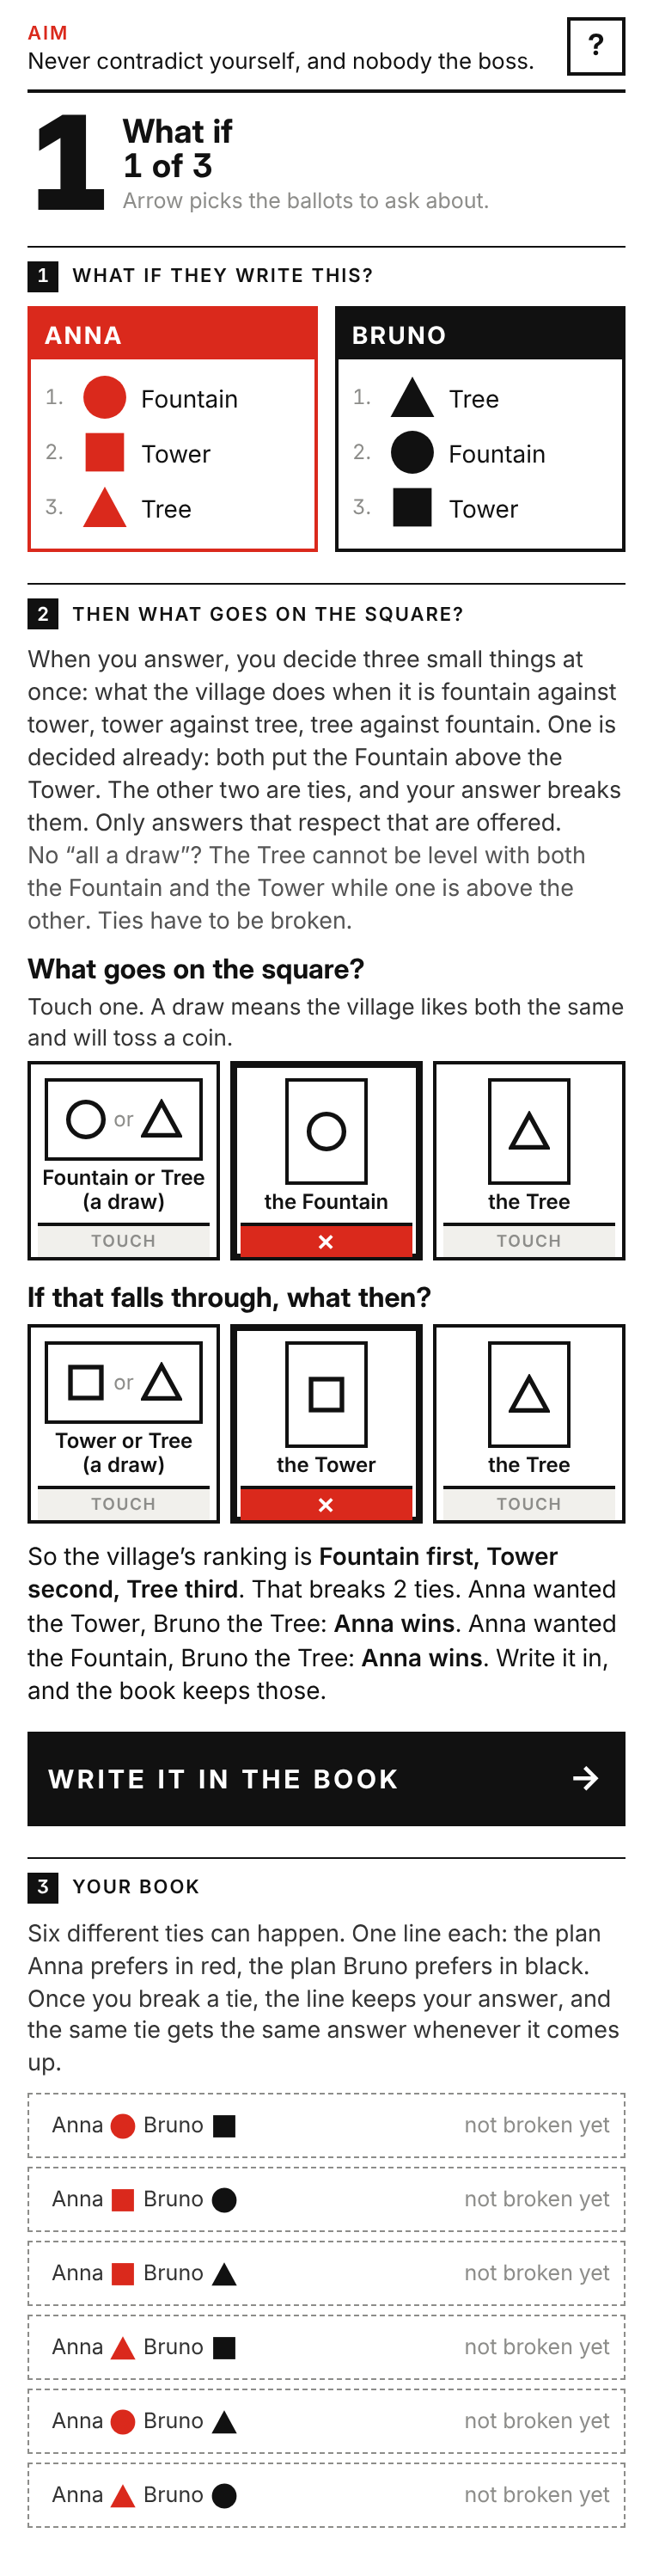 AIM
Never contradict yourself, and nobody the boss.
?
1
What if
1 of 3
Arrow picks the ballots to ask about.
1 WHAT IF THEY WRITE THIS?
ANNA
1. Fountain
2. Tower
3. Tree
BRUNO
1. Tree
2. Fountain
3. Tower
2 THEN WHAT GOES ON THE SQUARE?
When you answer, you decide three small things at
once: what the village does when it is fountain against
tower, tower against tree, tree against fountain. One is
decided already: both put the Fountain above the
Tower. The other two are ties, and your answer breaks
them. Only answers that respect that are offered.
No “all a draw”? The Tree cannot be level with both
the Fountain and the Tower while one is above the
other. Ties have to be broken.
What goes on the square?
Touch one. A draw means the village likes both the same
and will toss a coin.
or
Fountain or Tree
(a draw)
TOUCH
the Fountain
✕
the Tree
TOUCH
If that falls through, what then?
or
Tower or Tree
(a draw)
TOUCH
the Tower
✕
the Tree
TOUCH
So the village’s ranking is Fountain first, Tower
second, Tree third. That breaks 2 ties. Anna wanted
the Tower, Bruno the Tree: Anna wins. Anna wanted
the Fountain, Bruno the Tree: Anna wins. Write it in,
and the book keeps those.
WRITE IT IN THE BOOK →
3 YOUR BOOK
Six different ties can happen. One line each: the plan
Anna prefers in red, the plan Bruno prefers in black.
Once you break a tie, the line keeps your answer, and
the same tie gets the same answer whenever it comes
up.
Anna Bruno not broken yet
Anna Bruno not broken yet
Anna Bruno not broken yet
Anna Bruno not broken yet
Anna Bruno not broken yet
Anna Bruno not broken yet